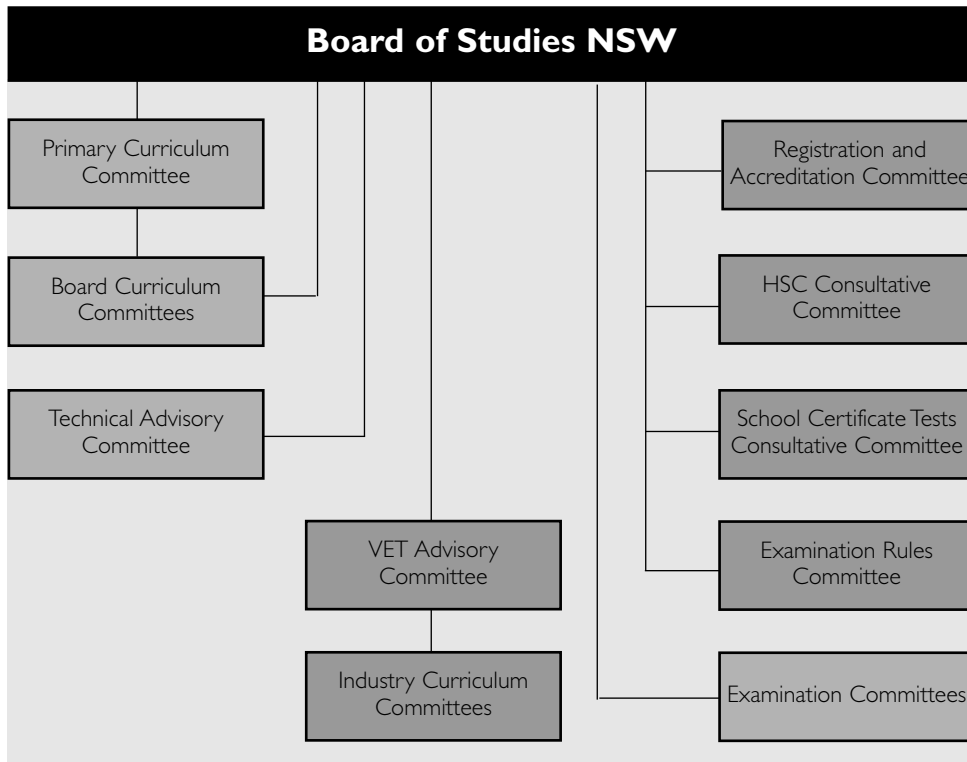 Board of Studies NSW
Primary Curriculum
Committee
Board Curriculum
Committees
Technical Advisory
Committee
VET Advisory
Committee
Industry Curriculum
Committees
Registration and
Accreditation Committee
HSC Consultative
Committee
School Certificate Tests
Consultative Committee
Examination Rules
Committee
Examination Committees